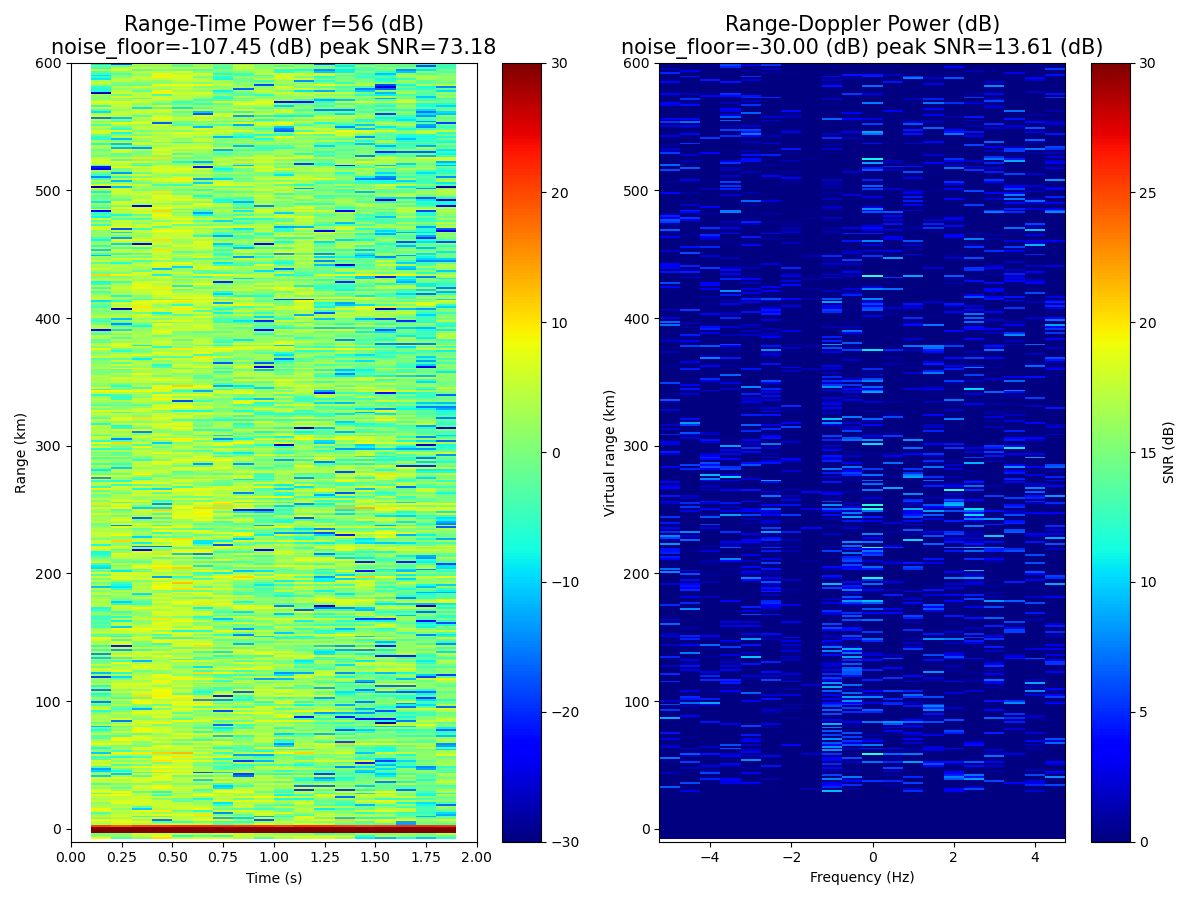 Range-Time Power f=56 (dB)
noise_floor=-107.45 (dB) peak SNR=73.18
Range-Doppler Power (dB)
noise_floor=-30.00 (dB) peak SNR=13.61 (dB)
600
500
400
300
200
100
0
Range (km)
0.00 0.25 0.50 0.75 1.00 1.25 1.50 1.75 2.00
Time (s)
30
20
10
0
−10
−20
−30
600
500
400
300
200
100
0
Virtual range (km)
−4 −2 0 2 4
Frequency (Hz)
30
25
20
15
10
5
0
SNR (dB)